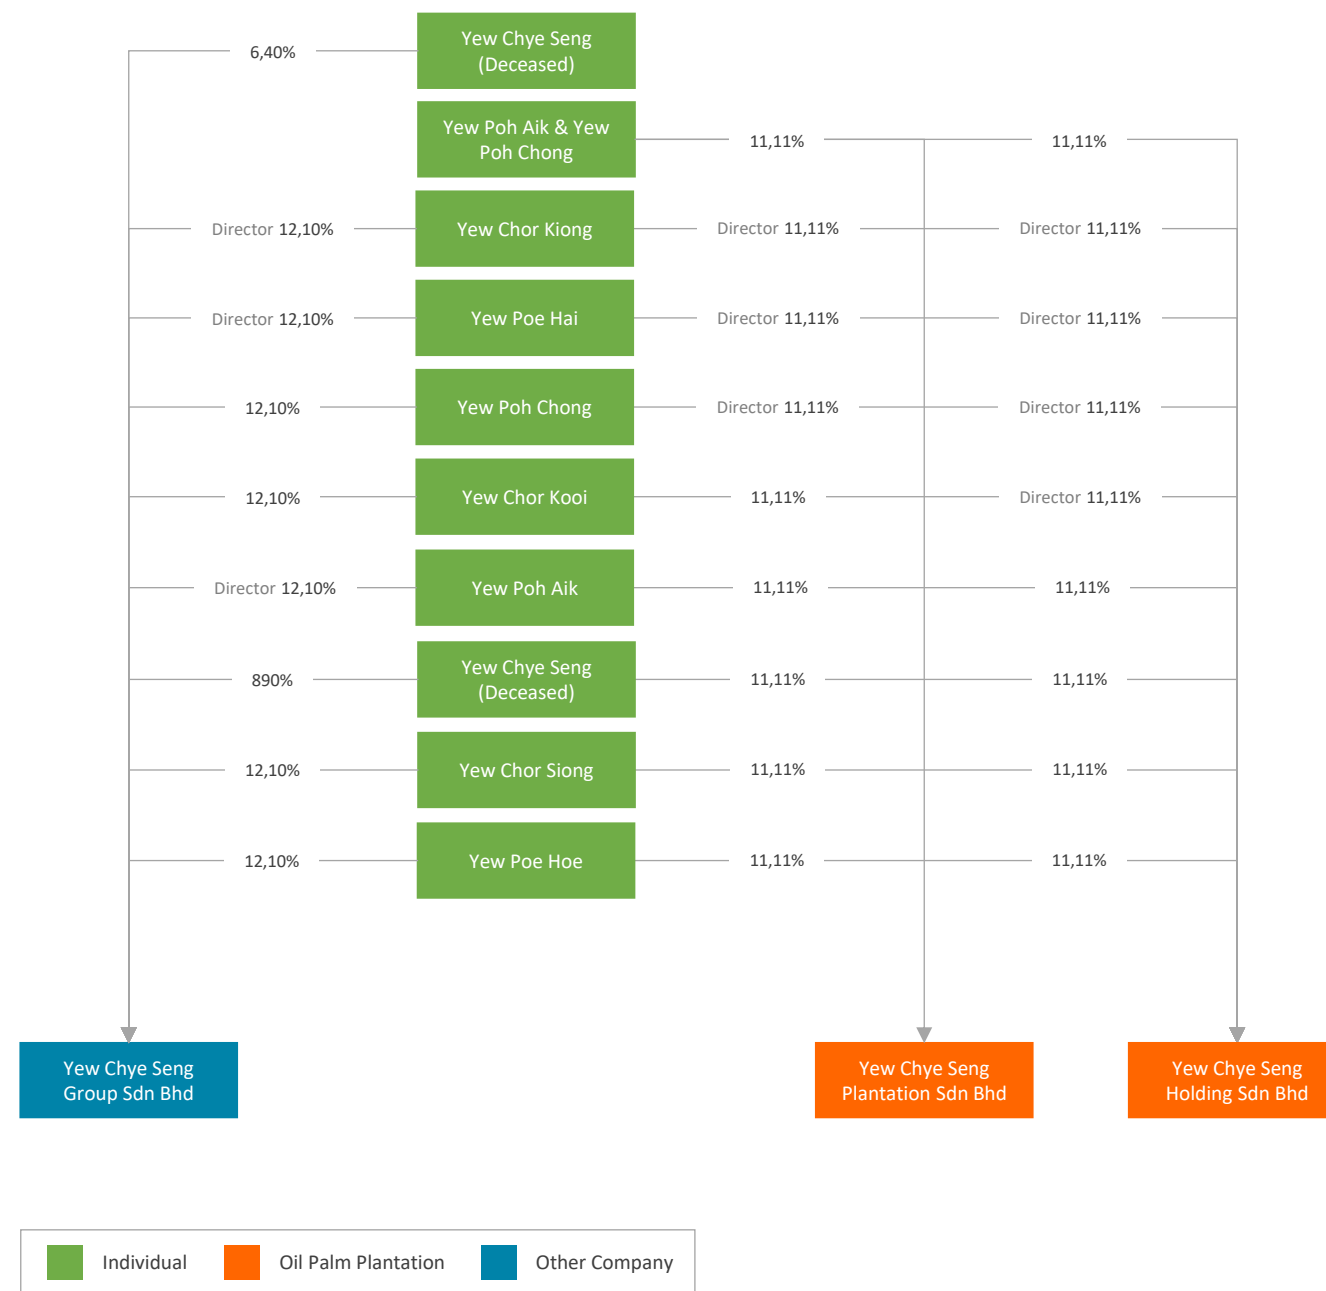 6,40%
Yew Chye Seng
(Deceased)
Yew Poh Aik & Yew
Poh Chong
11,11%
11,11%
Director 12,10%
Yew Chor Kiong
Director 11,11%
Director 11,11%
Director 12,10%
Yew Poe Hai
Director 11,11%
Director 11,11%
12,10%
Yew Poh Chong
Director 11,11%
Director 11,11%
12,10%
Yew Chor Kooi
11,11%
Director 11,11%
Director 12,10%
Yew Poh Aik
11,11%
11,11%
890%
Yew Chye Seng
(Deceased)
11,11%
11,11%
12,10%
Yew Chor Siong
11,11%
11,11%
12,10%
Yew Poe Hoe
11,11%
11,11%
Yew Chye Seng
Group Sdn Bhd
Yew Chye Seng
Plantation Sdn Bhd
Yew Chye Seng
Holding Sdn Bhd
Individual
Oil Palm Plantation
Other Company